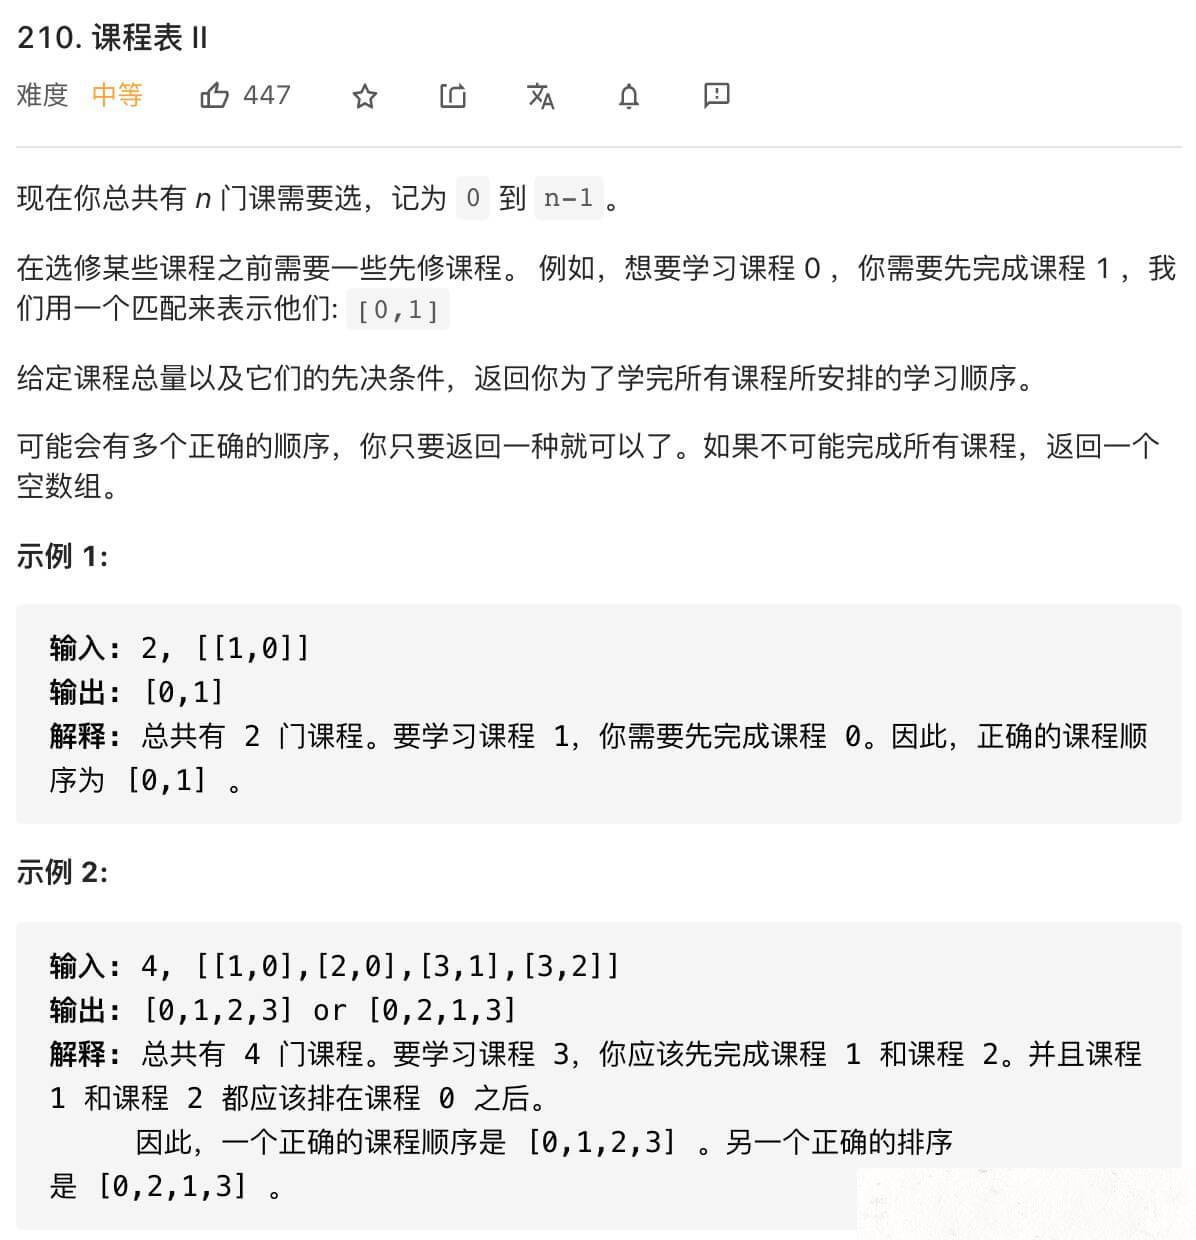 210. 课程表 II
难度 中等 447
现在你总共有 n 门课需要选，记为 0 到 n-1 。
在选修某些课程之前需要一些先修课程。 例如，想要学习课程 0 ，你需要先完成课程 1 ，我
们用一个匹配来表示他们: [0,1]
给定课程总量以及它们的先决条件，返回你为了学完所有课程所安排的学习顺序。
可能会有多个正确的顺序，你只要返回一种就可以了。如果不可能完成所有课程，返回一个
空数组。
示例 1:
输入: 2, [[1,0]]
输出: [0,1]
解释: 总共有 2 门课程。要学习课程 1，你需要先完成课程 0。因此，正确的课程顺
序为 [0,1] 。
示例 2:
输入: 4, [[1,0],[2,0],[3,1],[3,2]]
输出: [0,1,2,3] or [0,2,1,3]
解释: 总共有 4 门课程。要学习课程 3，你应该先完成课程 1 和课程 2。并且课程
1 和课程 2 都应该排在课程 0 之后。
因此，一个正确的课程顺序是 [0,1,2,3] 。另一个正确的排序
是 [0,2,1,3] 。